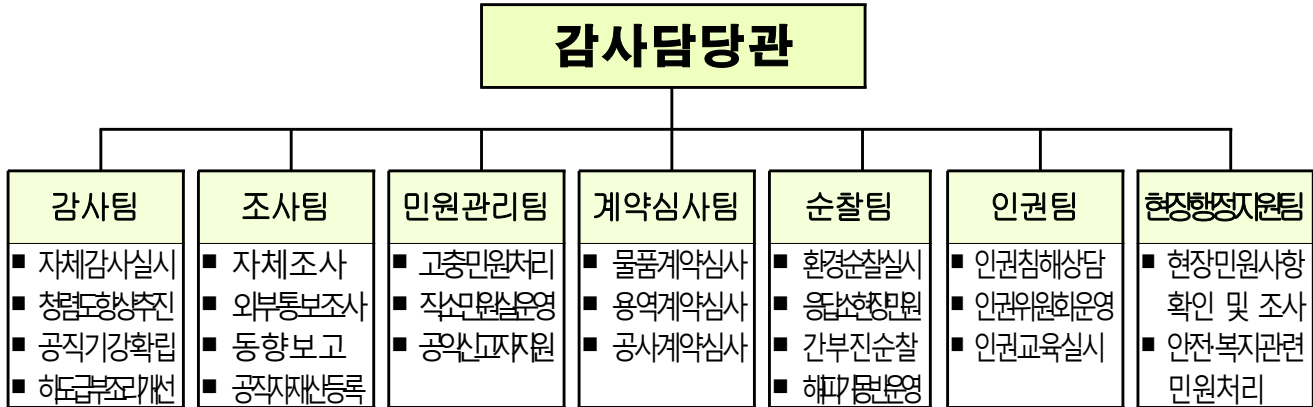 감사담당관
감사팀
■ 자체감사실시
■ 청렴도향상추진
■ 공직기강확립
■ 하도급부조리개선
조사팀
■ 자체조사
■ 외부통보조사
■ 동향보고
■ 공직자재산등록
민원관리팀
■ 고충민원처리
■ 직소민원실운영
■ 공익신고자지원
계약심사팀
■ 물품계약심사
■ 용역계약심사
■ 공사계약심사
순찰팀
■ 환경순찰실시
■ 응답소현장민원
■ 간부진순찰
■ 해피기동반운영
인권팀
■ 인권침해상담
■ 인권위원회운영
■ 인권교육실시
현장행정지원팀
■ 현장민원사항
확인 및 조사
■ 안전·복지관련
민원처리